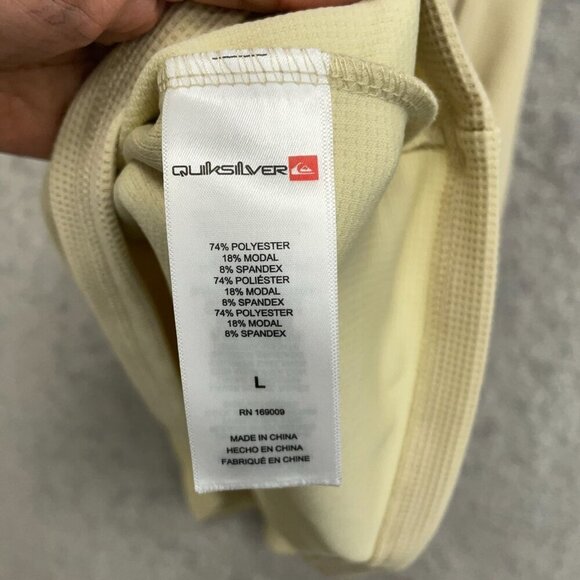 QUIKSILVER
74% POLYESTER
18% MODAL
8% SPANDEX
74% POLIÉSTER
18% MODAL
8% SPANDEX
74% POLYESTER
18% MODAL
8% SPANDEX
L
RN 169009
MADE IN CHINA
HECHO EN CHINA
FABRIQUÉ EN CHINE